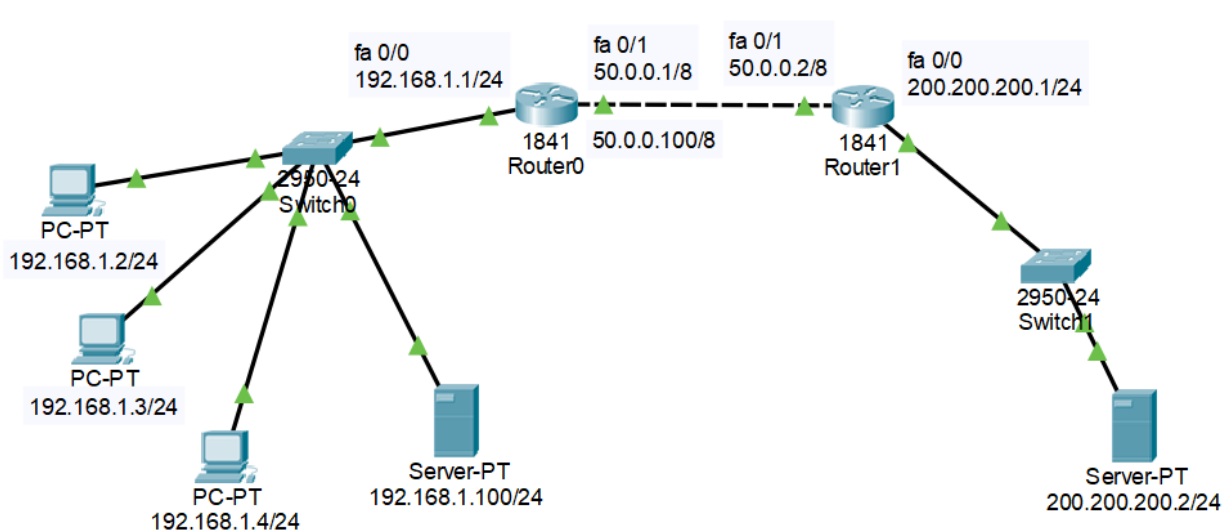 fa 0/0
192.168.1.1/24
fa 0/1
50.0.0.1/8
fa 0/1
50.0.0.2/8
fa 0/0
200.200.200.1/24
1841
Router0
50.0.0.100/8
1841
Router1
2950-24
Switch0
PC-PT
192.168.1.2/24
2950-24
Switch1
PC-PT
192.168.1.3/24
PC-PT
192.168.1.4/24
Server-PT
192.168.1.100/24
Server-PT
200.200.200.2/24